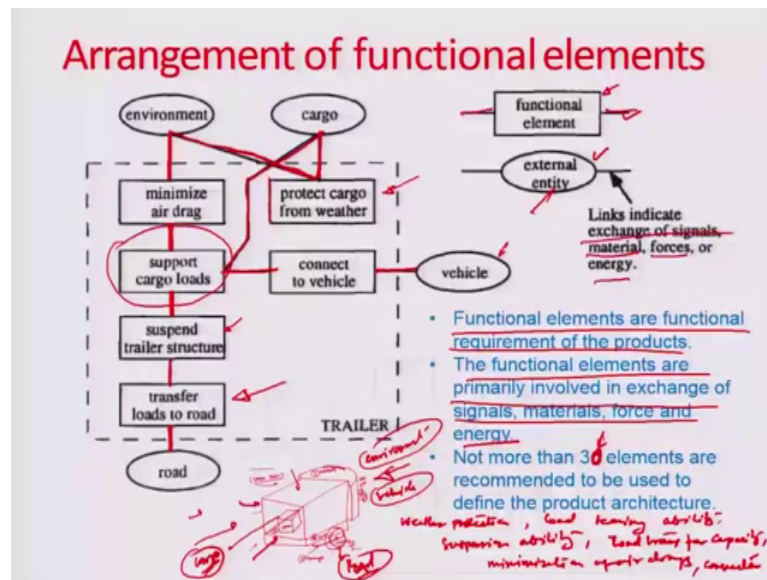 Arrangement of functional elements
environment
cargo
functional
element
external
entity
minimize
air drag
protect cargo
from weather
Links indicate
exchange of signals,
material, forces, or
energy.
support
cargo loads
connect
to vehicle
vehicle
suspend
trailer structure
transfer
loads to road
TRAILER
road
• Functional elements are functional
requirement of the products.
• The functional elements are
primarily involved in exchange of
signals, materials, force and
energy.
• Not more than 30 elements are
recommended to be used to
define the product architecture.
environment
vehicle
cargo
Road
weather protection, load bearing ability,
suspension ability, load transfer capacity,
minimization of air drag, connection